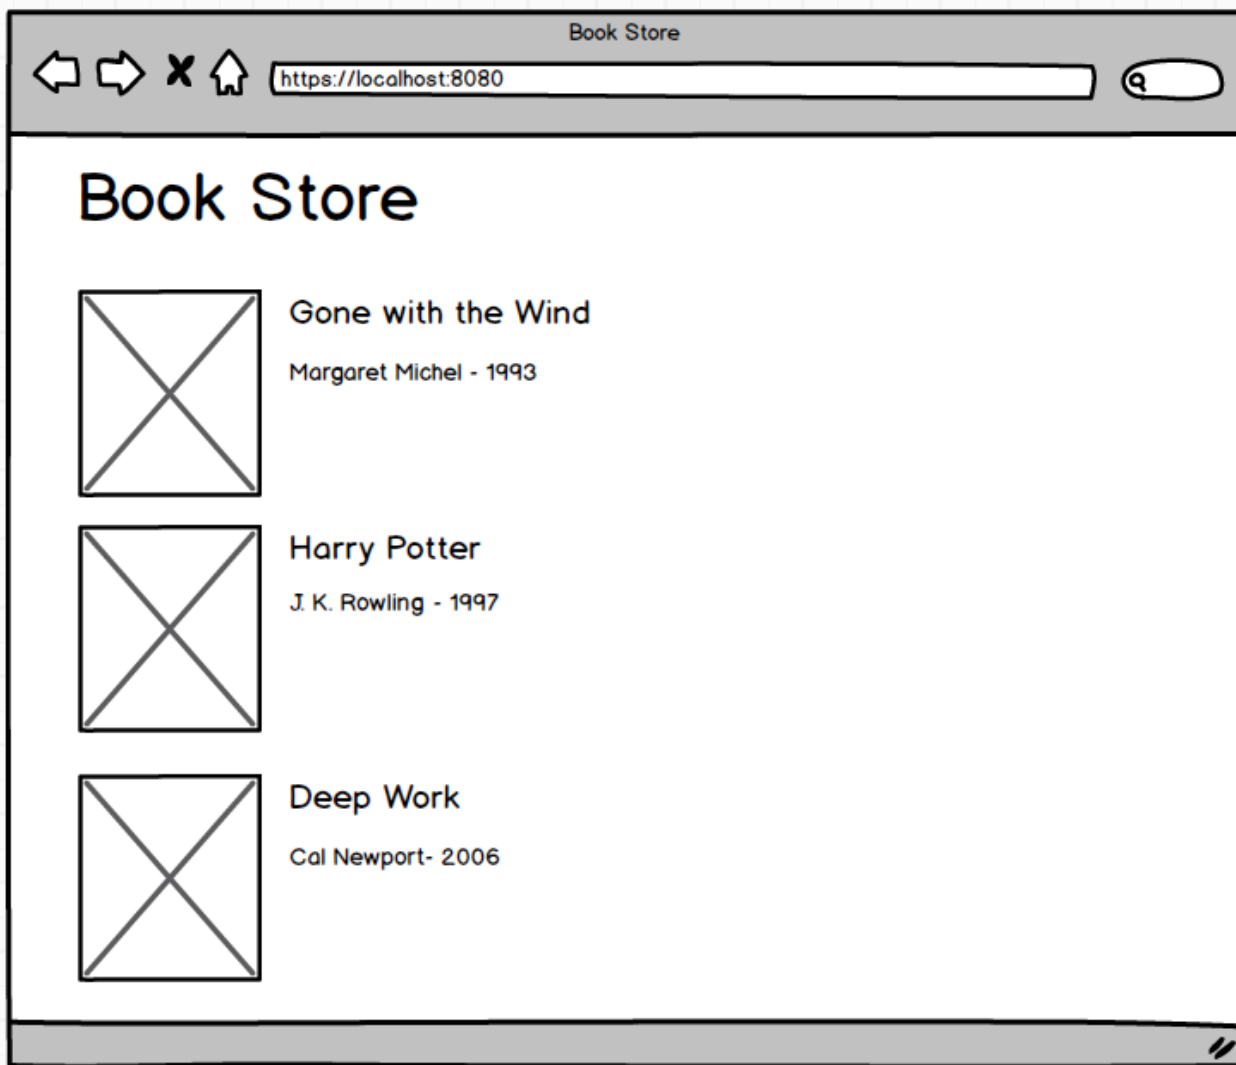 Book Store
https://localhost:8080
Book Store
Gone with the Wind
Margaret Michel - 1993
Harry Potter
J. K. Rowling - 1997
Deep Work
Cal Newport- 2006